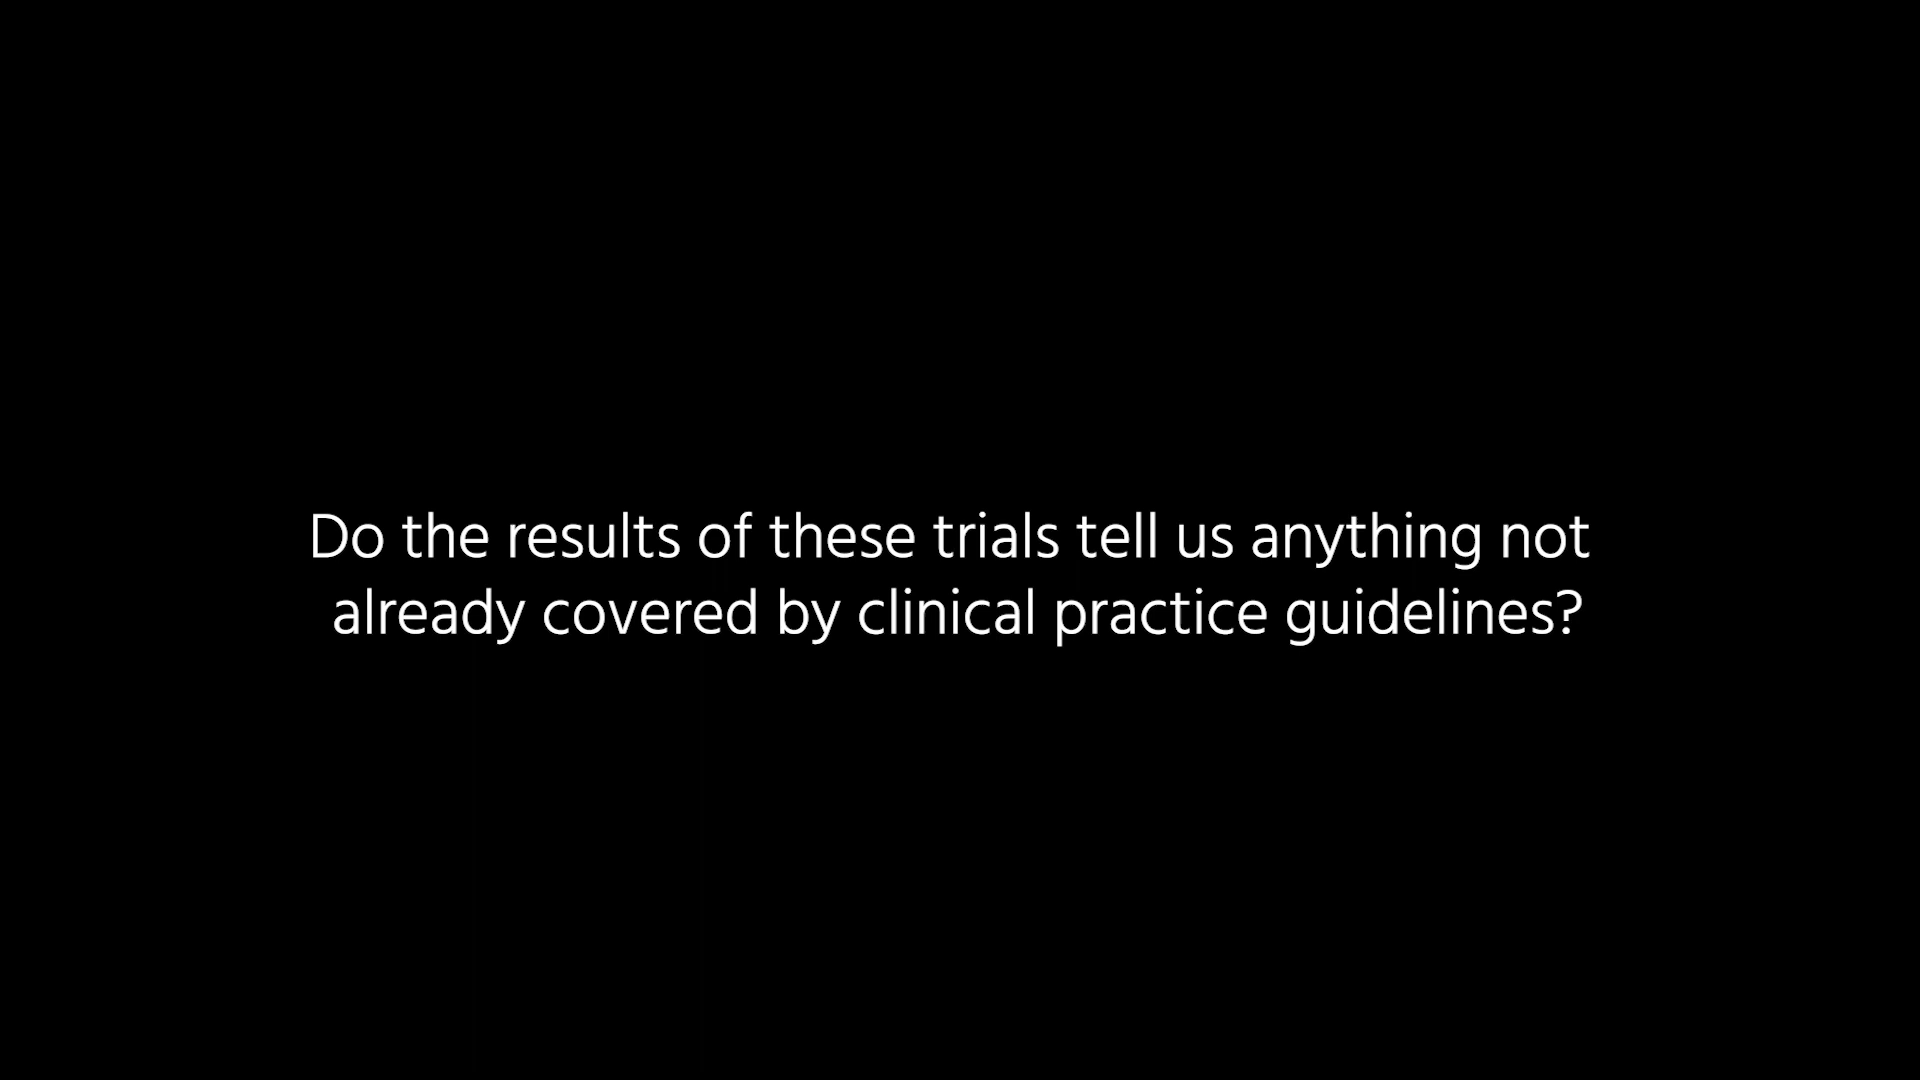 Do the results of these trials tell us anything not
already covered by clinical practice guidelines?